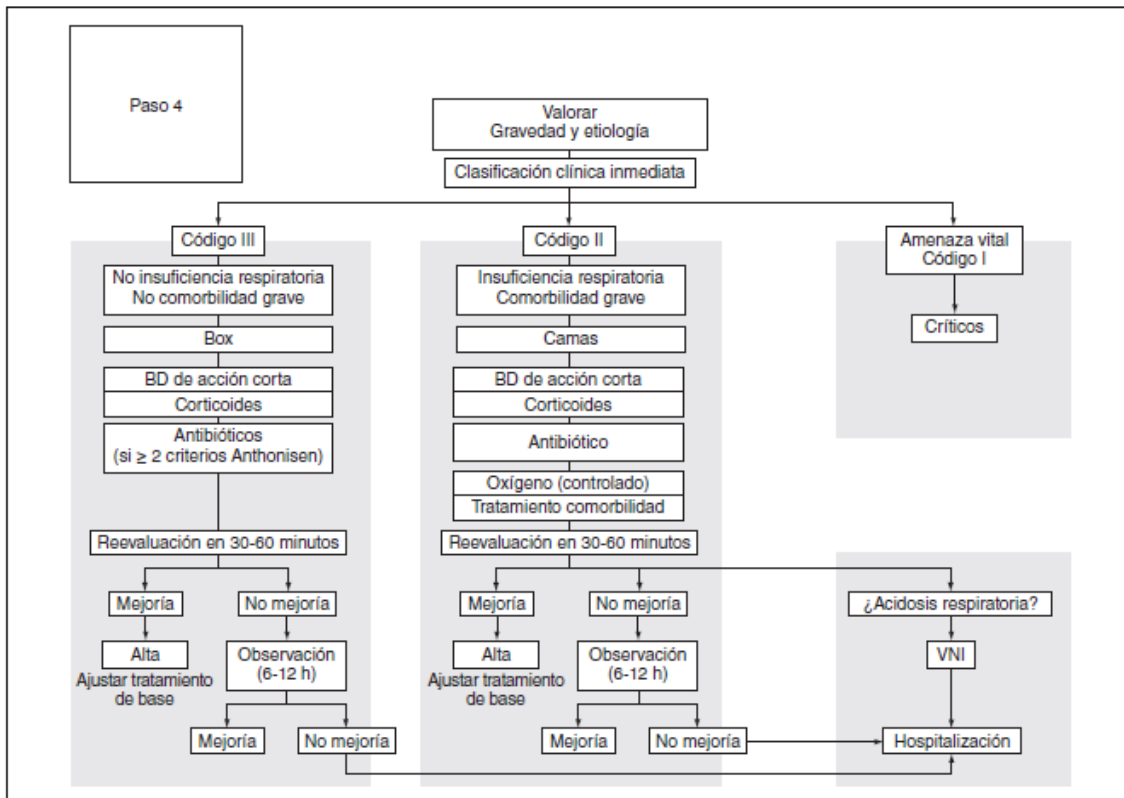 Paso 4
Valorar
Gravedad y etiología
Clasificación clínica inmediata
Código III
No insuficiencia respiratoria
No comorbilidad grave
Box
BD de acción corta
Corticoides
Antibióticos
(si ≥ 2 criterios Anthonisen)
Reevaluación en 30-60 minutos
Mejoría
No mejoría
Alta
Ajustar tratamiento
de base
Observación
(6-12 h)
Mejoría
No mejoría
Código II
Insuficiencia respiratoria
Comorbilidad grave
Camas
BD de acción corta
Corticoides
Antibiótico
Oxígeno (controlado)
Tratamiento comorbilidad
Reevaluación en 30-60 minutos
Mejoría
No mejoría
Alta
Ajustar tratamiento
de base
Observación
(6-12 h)
Mejoría
No mejoría
Amenaza vital
Código I
Críticos
¿Acidosis respiratoria?
VNI
Hospitalización